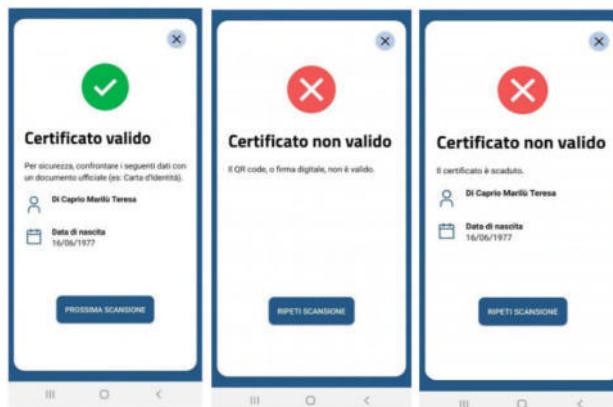 Certificato valido
Per sicurezza, confrontare i seguenti dati con
un documento ufficiale (es: Carta d'Identità).
Di Caprio Marilù Teresa
Data di nascita
16/06/1977
PROSSIMA SCANSIONE
Certificato non valido
Il QR code, o firma digitale, non è valido.
RIPETI SCANSIONE
Certificato non valido
Il certificato è scaduto.
Di Caprio Marilù Teresa
Data di nascita
16/06/1977
RIPETI SCANSIONE